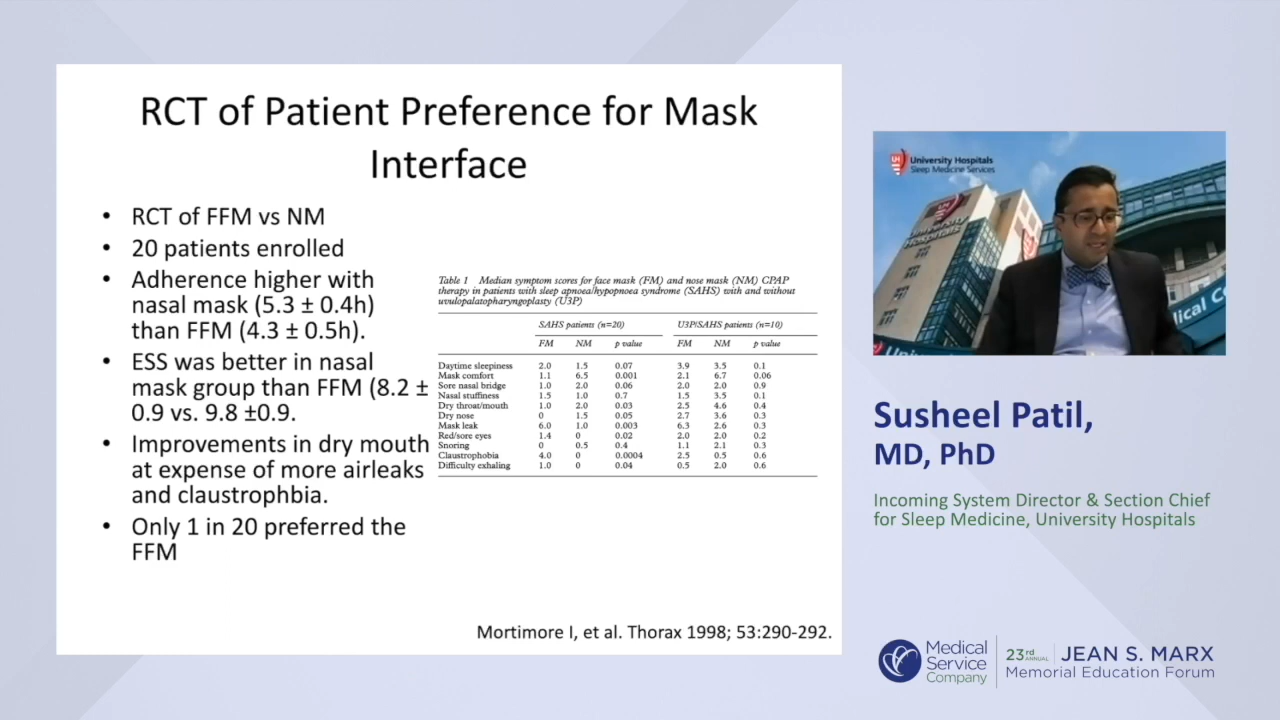 RCT of Patient Preference for Mask
Interface
• RCT of FFM vs NM
• 20 patients enrolled
• Adherence higher with
nasal mask (5.3 ± 0.4h)
than FFM (4.3 ± 0.5h).
• ESS was better in nasal
mask group than FFM (8.2 ±
0.9 vs. 9.8 ±0.9.
• Improvements in dry mouth
at expense of more airleaks
and claustrophbia.
• Only 1 in 20 preferred the
FFM
Table 1 Median symptom scores for face mask (FM) and nose mask (NM) CPAP
therapy in patients with sleep apnoea/hypopnoea syndrome (SAHS) with and without
uvulopalatopharyngoplasty (U3P)
SAHS patients (n=20) U3P/SAHS patients (n=10)
FM NM p value FM NM p value
Daytime sleepiness 2.0 1.5 0.07 3.9 3.5 0.1
Mask comfort 1.1 6.5 0.001 2.1 6.7 0.06
Sore nasal bridge 1.0 2.0 0.06 2.0 2.0 0.9
Nasal stuffiness 1.5 1.0 0.7 1.5 3.5 0.1
Dry throat/mouth 1.0 2.0 0.03 2.5 4.6 0.4
Dry nose 0 1.5 0.05 2.7 3.6 0.3
Mask leak 6.0 1.0 0.003 6.3 2.6 0.3
Red/sore eyes 1.4 0 0.02 2.0 2.0 0.2
Snoring 0 0.5 0.4 1.1 2.1 0.3
Claustrophobia 4.0 0 0.0004 2.5 0.5 0.6
Difficulty exhaling 1.0 0 0.04 0.5 2.0 0.6
Mortimore I, et al. Thorax 1998; 53:290-292.
UH University Hospitals
Sleep Medicine Services
UH
University
Hospitals
Susheel Patil,
MD, PhD
Incoming System Director & Section Chief
for Sleep Medicine, University Hospitals
Medical
Service
Company
23rd ANNUAL JEAN S. MARX
Memorial Education Forum